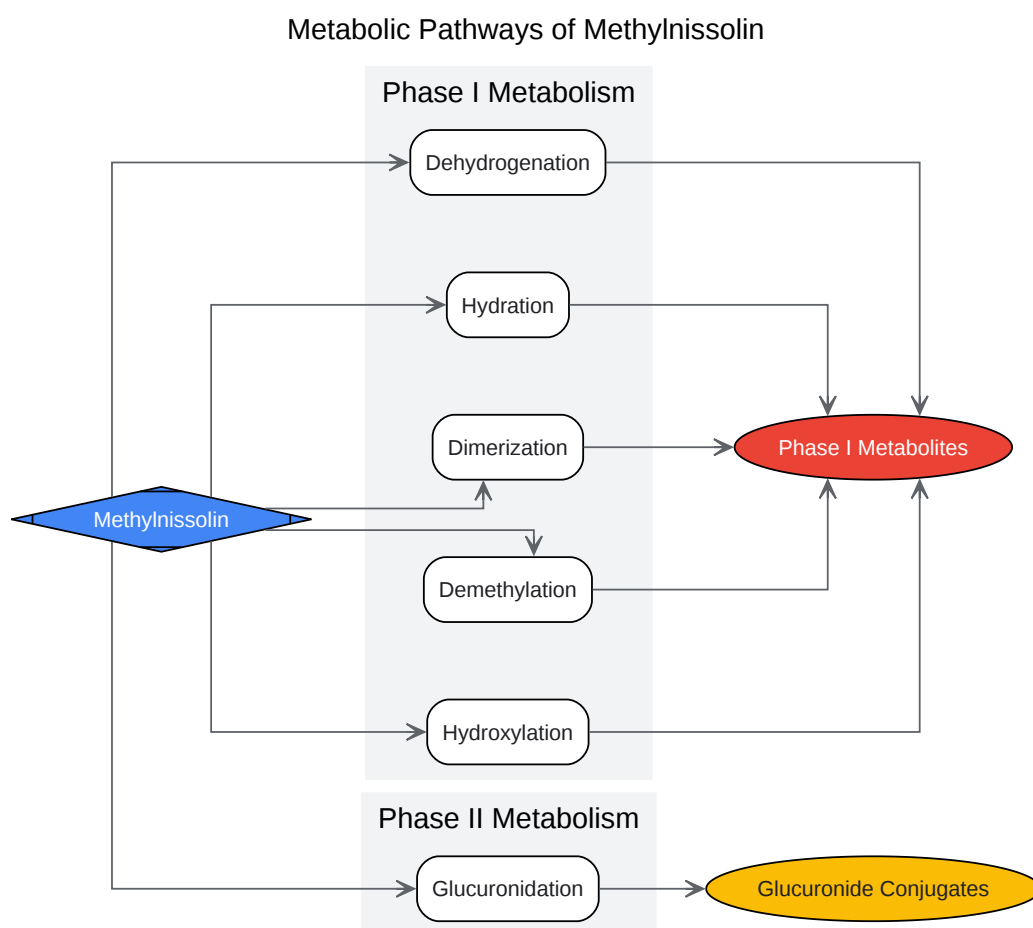 Metabolic Pathways of Methylnissolin
Phase I Metabolism
Dehydrogenation
Hydration
Dimerization
Phase I Metabolites
Methylnissolin
Demethylation
Hydroxylation
Phase II Metabolism
Glucuronidation
Glucuronide Conjugates